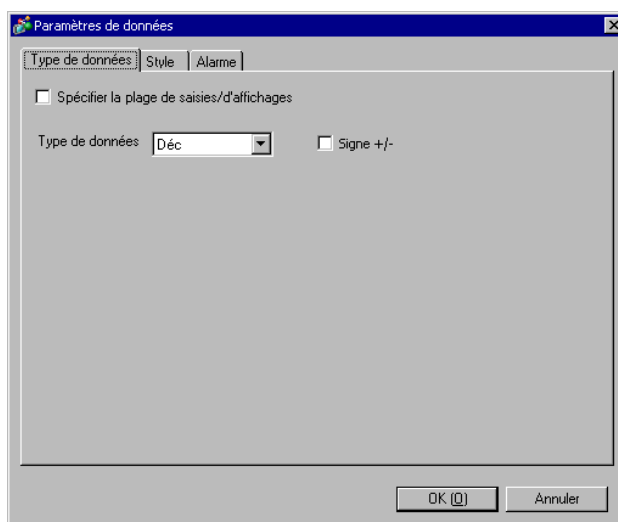 Paramètres de données
Type de données Style Alarme
Spécifier la plage de saisies/d'affichages
Type de données Déc Signe +/-
OK (O) Annuler